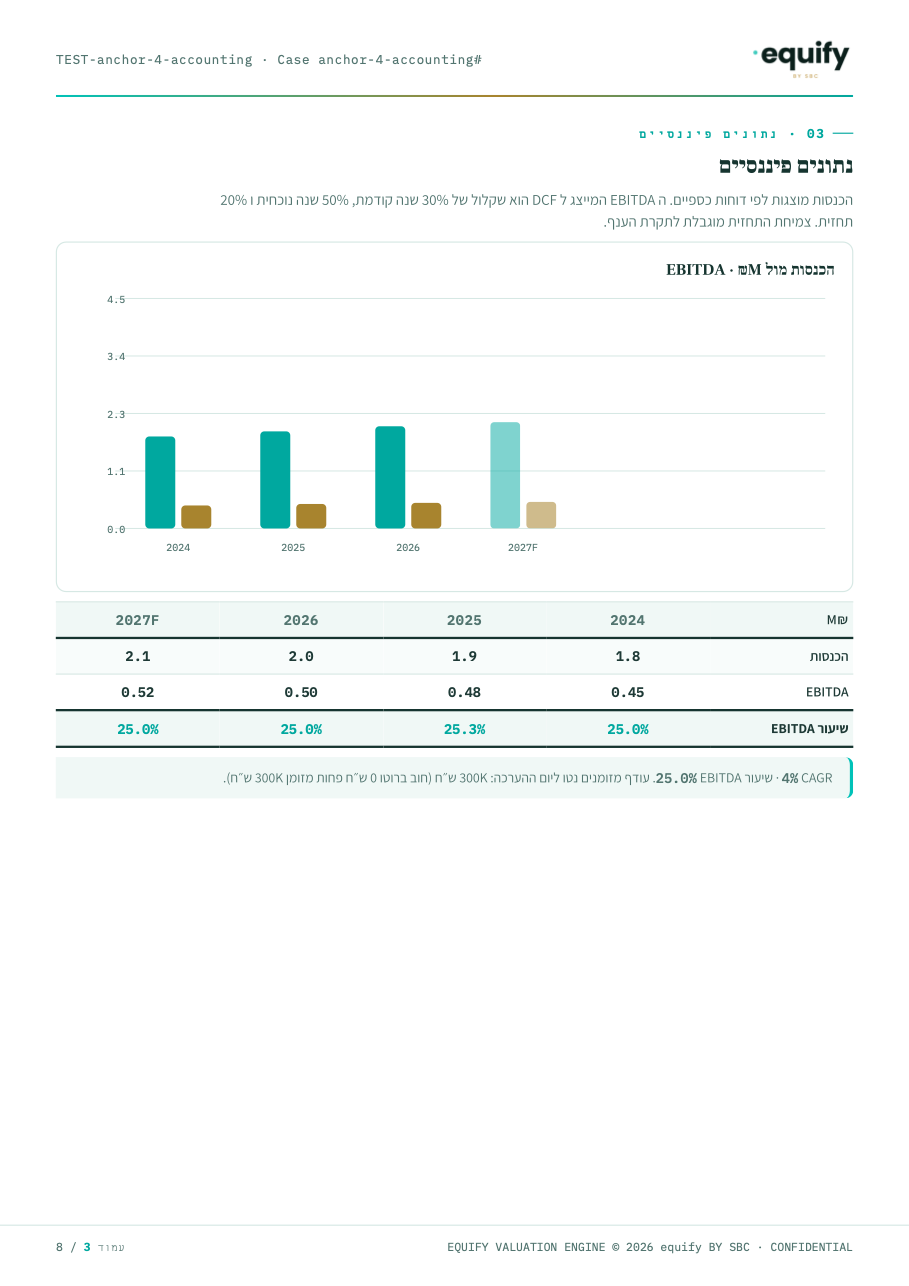 TEST-anchor-4-accounting · Case anchor-4-accounting#
equify
BY SBC
03 · נתונים פיננסיים
נתונים פיננסיים
הכנסות מוצגות לפי דוחות כספיים. ה EBITDA המייצג ל DCF הוא שקלול של 30% שנה קודמת, 50% שנה נוכחית ו 20%
תחזית. צמיחת התחזית מוגבלת לתקרת הענף.
הכנסות מול EBITDA · ₪M
4.5
3.4
2.3
1.1
0.0
2024 2025 2026 2027F
₪M 2024 2025 2026 2027F
הכנסות 1.8 1.9 2.0 2.1
EBITDA 0.45 0.48 0.50 0.52
שיעור EBITDA 25.0% 25.3% 25.0% 25.0%
CAGR 4% · שיעור EBITDA 25.0%. עודף מזומנים נטו ליום ההערכה: 300K ש״ח (חוב ברוטו 0 ש״ח פחות מזומן 300K ש״ח).
EQUIFY VALUATION ENGINE © 2026 equify BY SBC · CONFIDENTIAL
עמוד 3 / 8